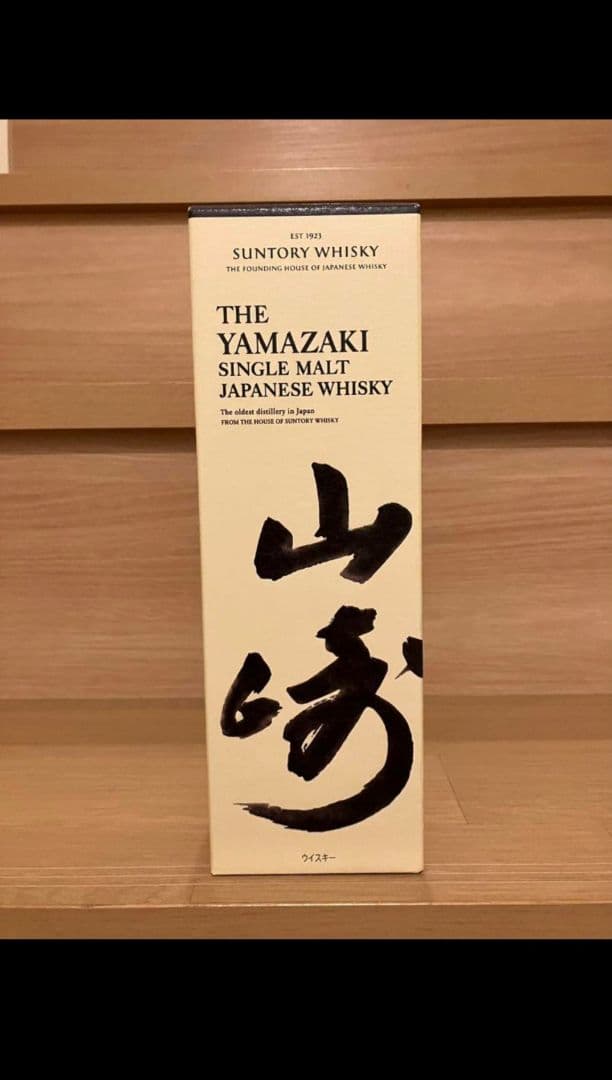 EST 1923
SUNTORY WHISKY
THE FOUNDING HOUSE OF JAPANESE WHISKY
THE
YAMAZAKI
SINGLE MALT
JAPANESE WHISKY
The oldest distillery in Japan
FROM THE HOUSE OF SUNTORY WHISKY
山
崎
ウイスキー